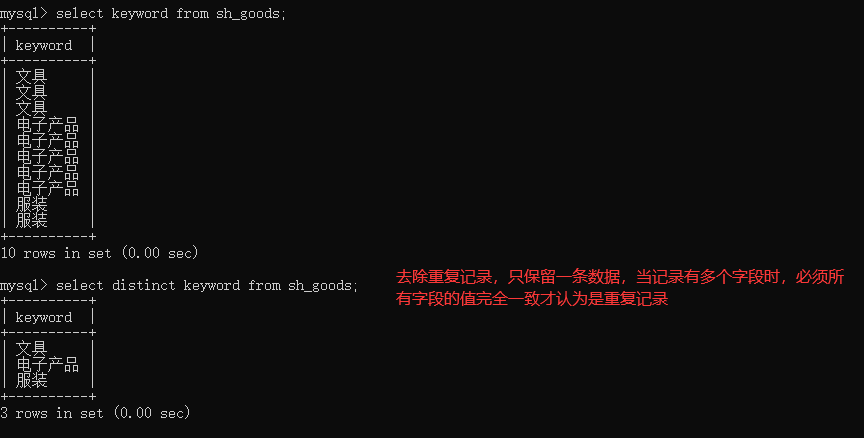 mysql> select keyword from sh_goods;
+----------+
| keyword |
+----------+
| 文具 |
| 文具 |
| 文具 |
| 电子产品 |
| 电子产品 |
| 电子产品 |
| 电子产品 |
| 电子产品 |
| 服装 |
| 服装 |
+----------+
10 rows in set (0.00 sec)
mysql> select distinct keyword from sh_goods;
去除重复记录，只保留一条数据，当记录有多个字段时，必须所
有字段的值完全一致才认为是重复记录
+----------+
| keyword |
+----------+
| 文具 |
| 电子产品 |
| 服装 |
+----------+
3 rows in set (0.00 sec)